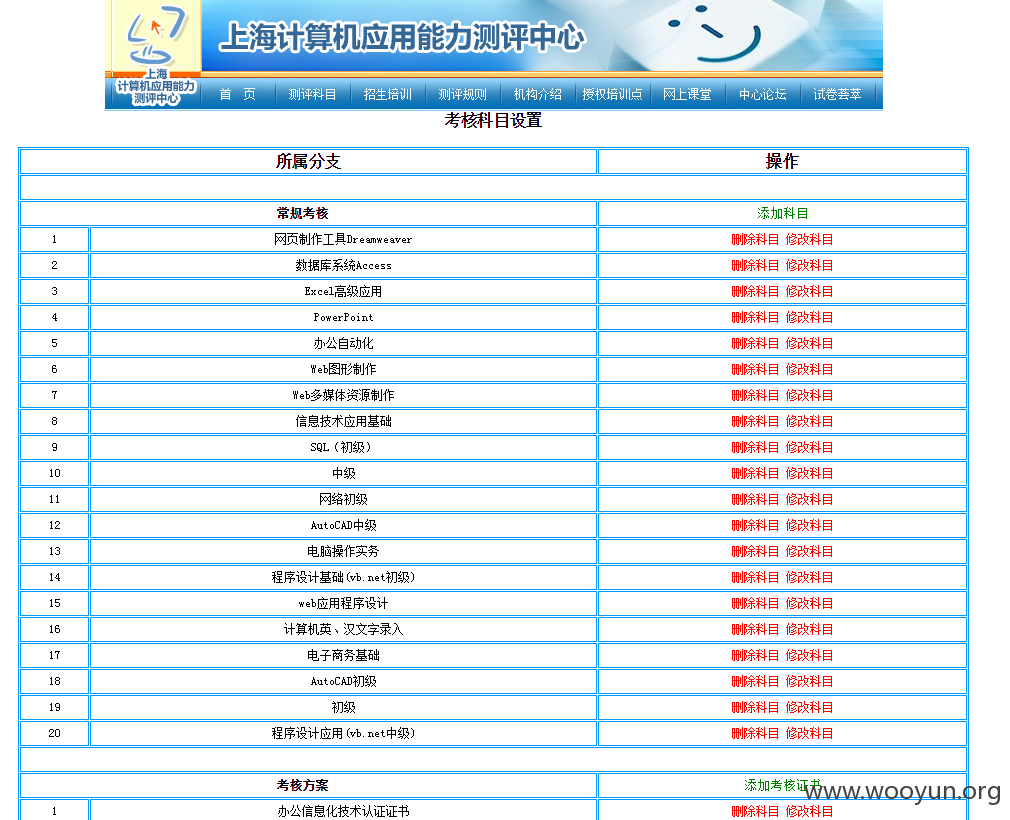 上海计算机应用能力测评中心
上海
计算机应用能力
测评中心
首 页 测评科目 招生培训 测评规则 机构介绍 授权培训点 网上课堂 中心论坛 试卷荟萃
考核科目设置
所属分支 操作
常规考核 添加科目
1 网页制作工具Dreamweaver 删除科目 修改科目
2 数据库系统Access 删除科目 修改科目
3 Excel高级应用 删除科目 修改科目
4 PowerPoint 删除科目 修改科目
5 办公自动化 删除科目 修改科目
6 Web图形制作 删除科目 修改科目
7 Web多媒体资源制作 删除科目 修改科目
8 信息技术应用基础 删除科目 修改科目
9 SQL（初级） 删除科目 修改科目
10 中级 删除科目 修改科目
11 网络初级 删除科目 修改科目
12 AutoCAD中级 删除科目 修改科目
13 电脑操作实务 删除科目 修改科目
14 程序设计基础(vb.net初级) 删除科目 修改科目
15 web应用程序设计 删除科目 修改科目
16 计算机英、汉文字录入 删除科目 修改科目
17 电子商务基础 删除科目 修改科目
18 AutoCAD初级 删除科目 修改科目
19 初级 删除科目 修改科目
20 程序设计应用(vb.net中级) 删除科目 修改科目
考核方案 添加考核证书
www.wooyun.org
1 办公信息化技术认证证书 删除科目 修改科目